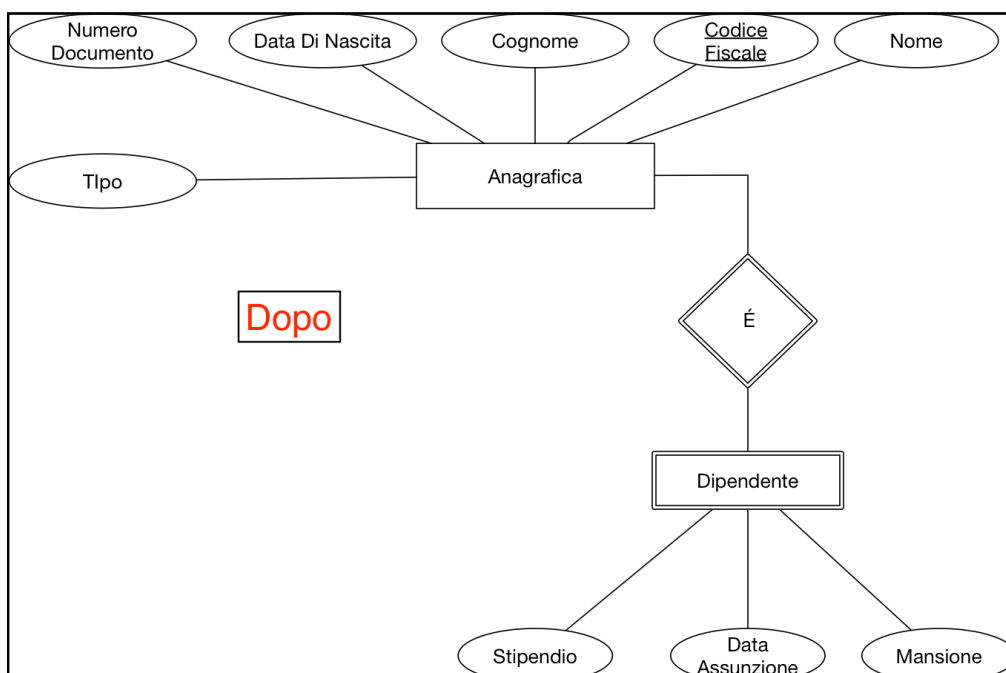 Numero
Documento
Data Di Nascita
Cognome
Codice
Fiscale
Nome
TIpo
Anagrafica
Dopo
É
Dipendente
Stipendio
Data
Assunzione
Mansione